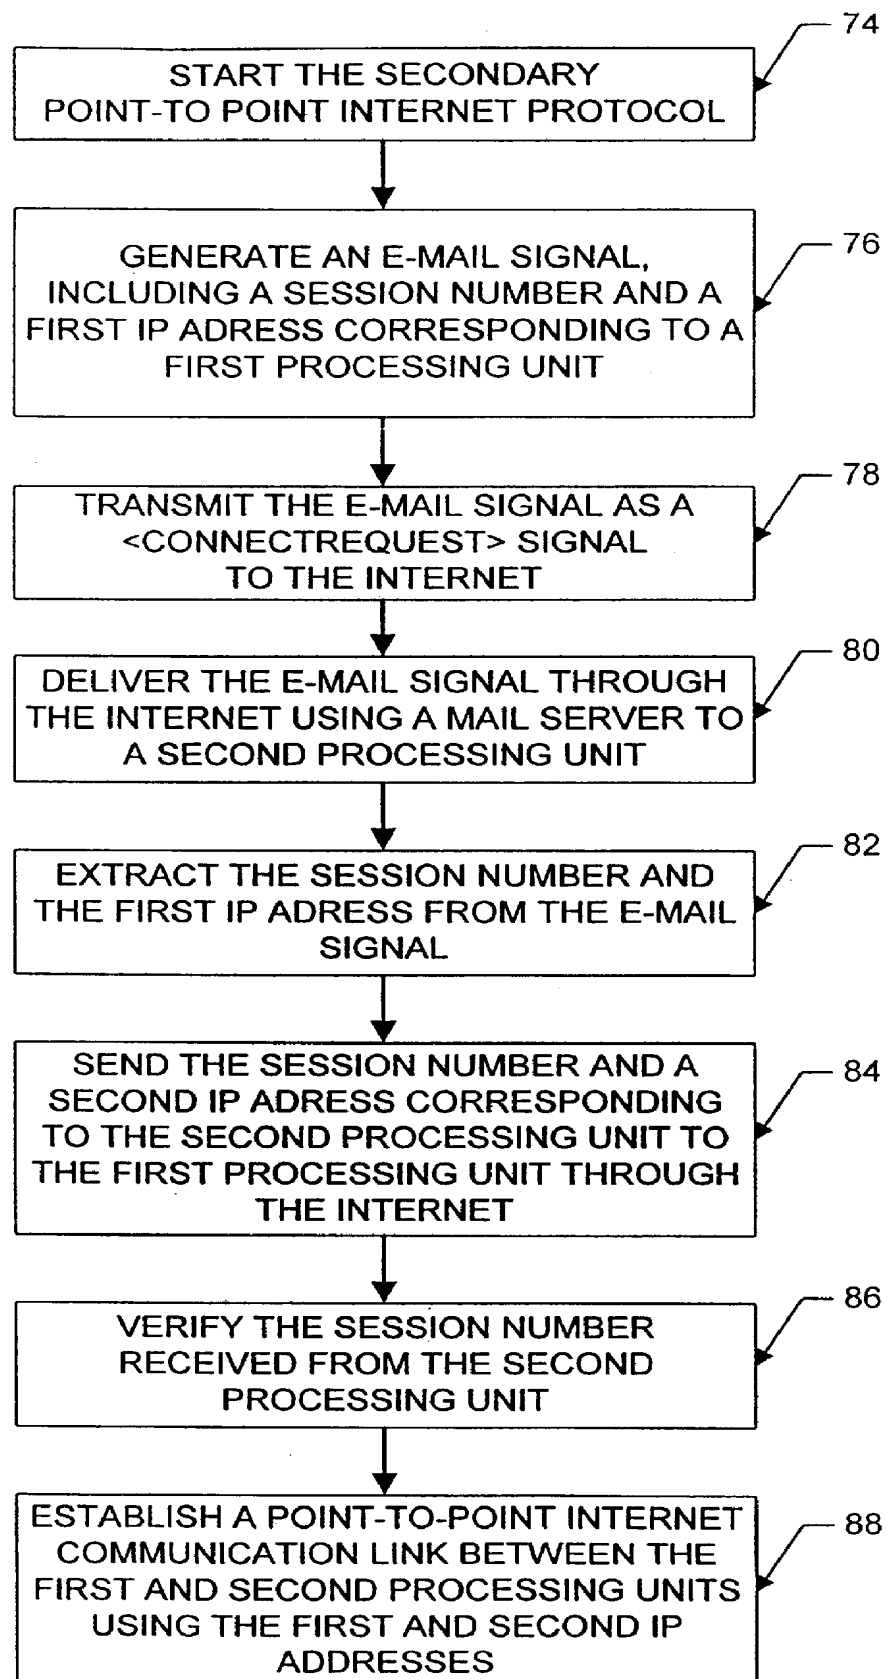 74
START THE SECONDARY
POINT-TO POINT INTERNET PROTOCOL
76
GENERATE AN E-MAIL SIGNAL,
INCLUDING A SESSION NUMBER AND A
FIRST IP ADRESS CORRESPONDING TO A
FIRST PROCESSING UNIT
78
TRANSMIT THE E-MAIL SIGNAL AS A
<CONNECTREQUEST> SIGNAL
TO THE INTERNET
80
DELIVER THE E-MAIL SIGNAL THROUGH
THE INTERNET USING A MAIL SERVER TO
A SECOND PROCESSING UNIT
82
EXTRACT THE SESSION NUMBER AND
THE FIRST IP ADRESS FROM THE E-MAIL
SIGNAL
84
SEND THE SESSION NUMBER AND A
SECOND IP ADRESS CORRESPONDING
TO THE SECOND PROCESSING UNIT TO
THE FIRST PROCESSING UNIT THROUGH
THE INTERNET
86
VERIFY THE SESSION NUMBER
RECEIVED FROM THE SECOND
PROCESSING UNIT
88
ESTABLISH A POINT-TO-POINT INTERNET
COMMUNICATION LINK BETWEEN THE
FIRST AND SECOND PROCESSING UNITS
USING THE FIRST AND SECOND IP
ADDRESSES